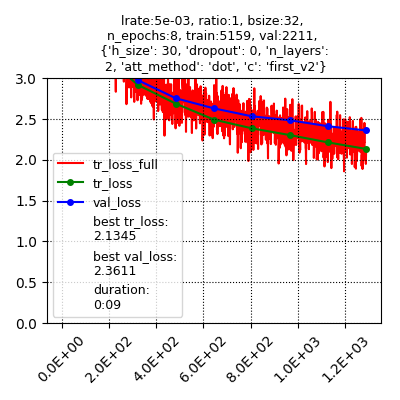 lrate:5e-03, ratio:1, bsize:32,
n_epochs:8, train:5159, val:2211,
{'h_size': 30, 'dropout': 0, 'n_layers':
2, 'att_method': 'dot', 'c': 'first_v2'}
3.0
2.5
2.0
1.5
1.0
0.5
0.0
tr_loss_full
tr_loss
val_loss
best tr_loss:
2.1345
best val_loss:
2.3611
duration:
0:09
0.0E+00
2.0E+02
4.0E+02
6.0E+02
8.0E+02
1.0E+03
1.2E+03